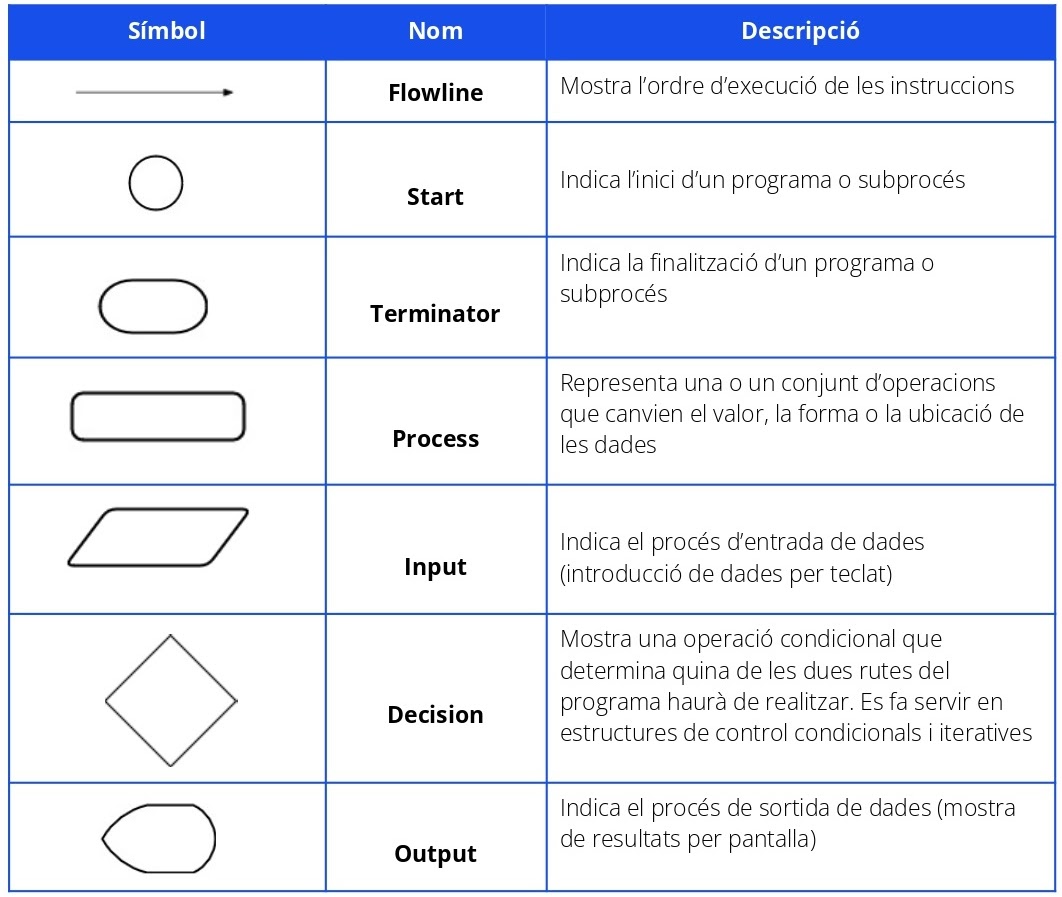 Símbol Nom Descripció
Flowline Mostra l’ordre d’execució de les instruccions
Start Indica l’inici d’un programa o subprocés
Terminator Indica la finalització d’un programa o
subprocés
Process Representa una o un conjunt d’operacions
que canvien el valor, la forma o la ubicació de
les dades
Input Indica el procés d’entrada de dades
(introducció de dades per teclat)
Decision Mostra una operació condicional que
determina quina de les dues rutes del
programa haurà de realitzar. Es fa servir en
estructures de control condicionals i iteratives
Output Indica el procés de sortida de dades (mostra
de resultats per pantalla)